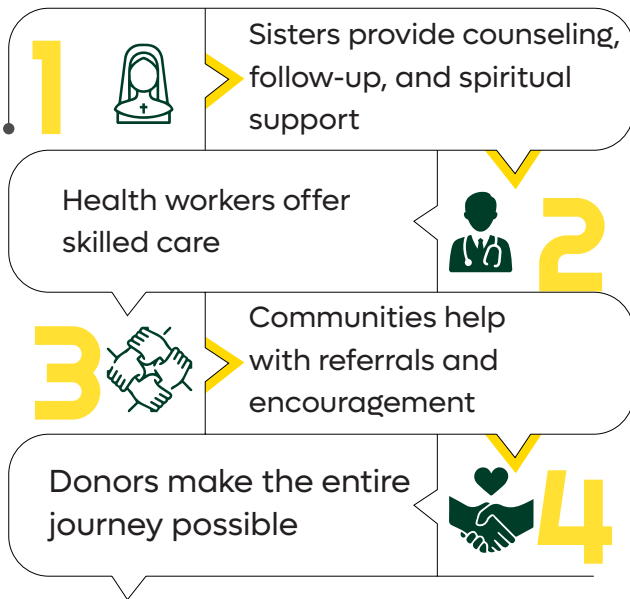 1
Sisters provide counseling,
follow-up, and spiritual
support
Health workers offer
skilled care
2
3
Communities help
with referrals and
encouragement
Donors make the entire
journey possible
4